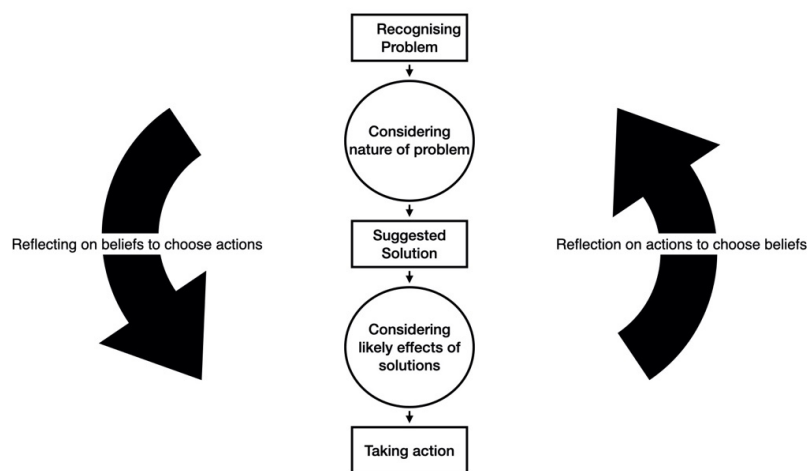 Recognising
Problem
Considering
nature of problem
Reflecting on beliefs to choose actions
Suggested
Solution
Reflection on actions to choose beliefs
Considering
likely effects of
solutions
Taking action